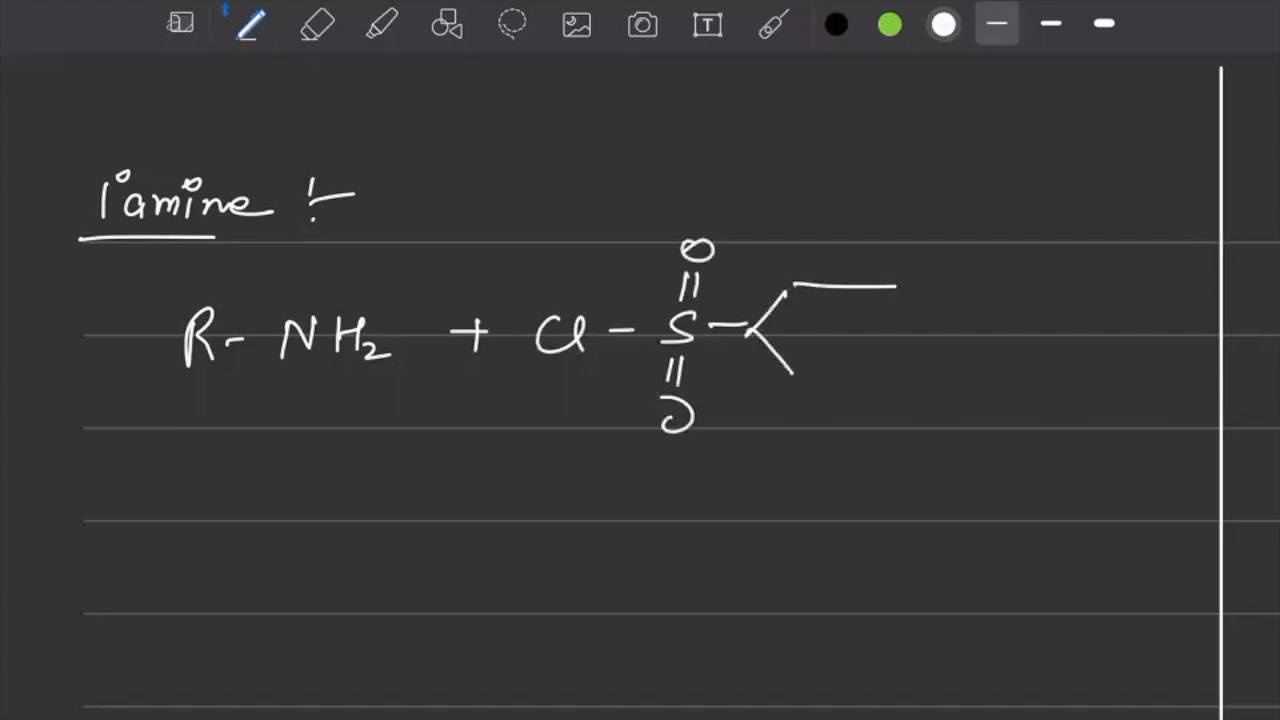 1° amine :-
O
||
R- NH₂ + Cl - S -
||
O